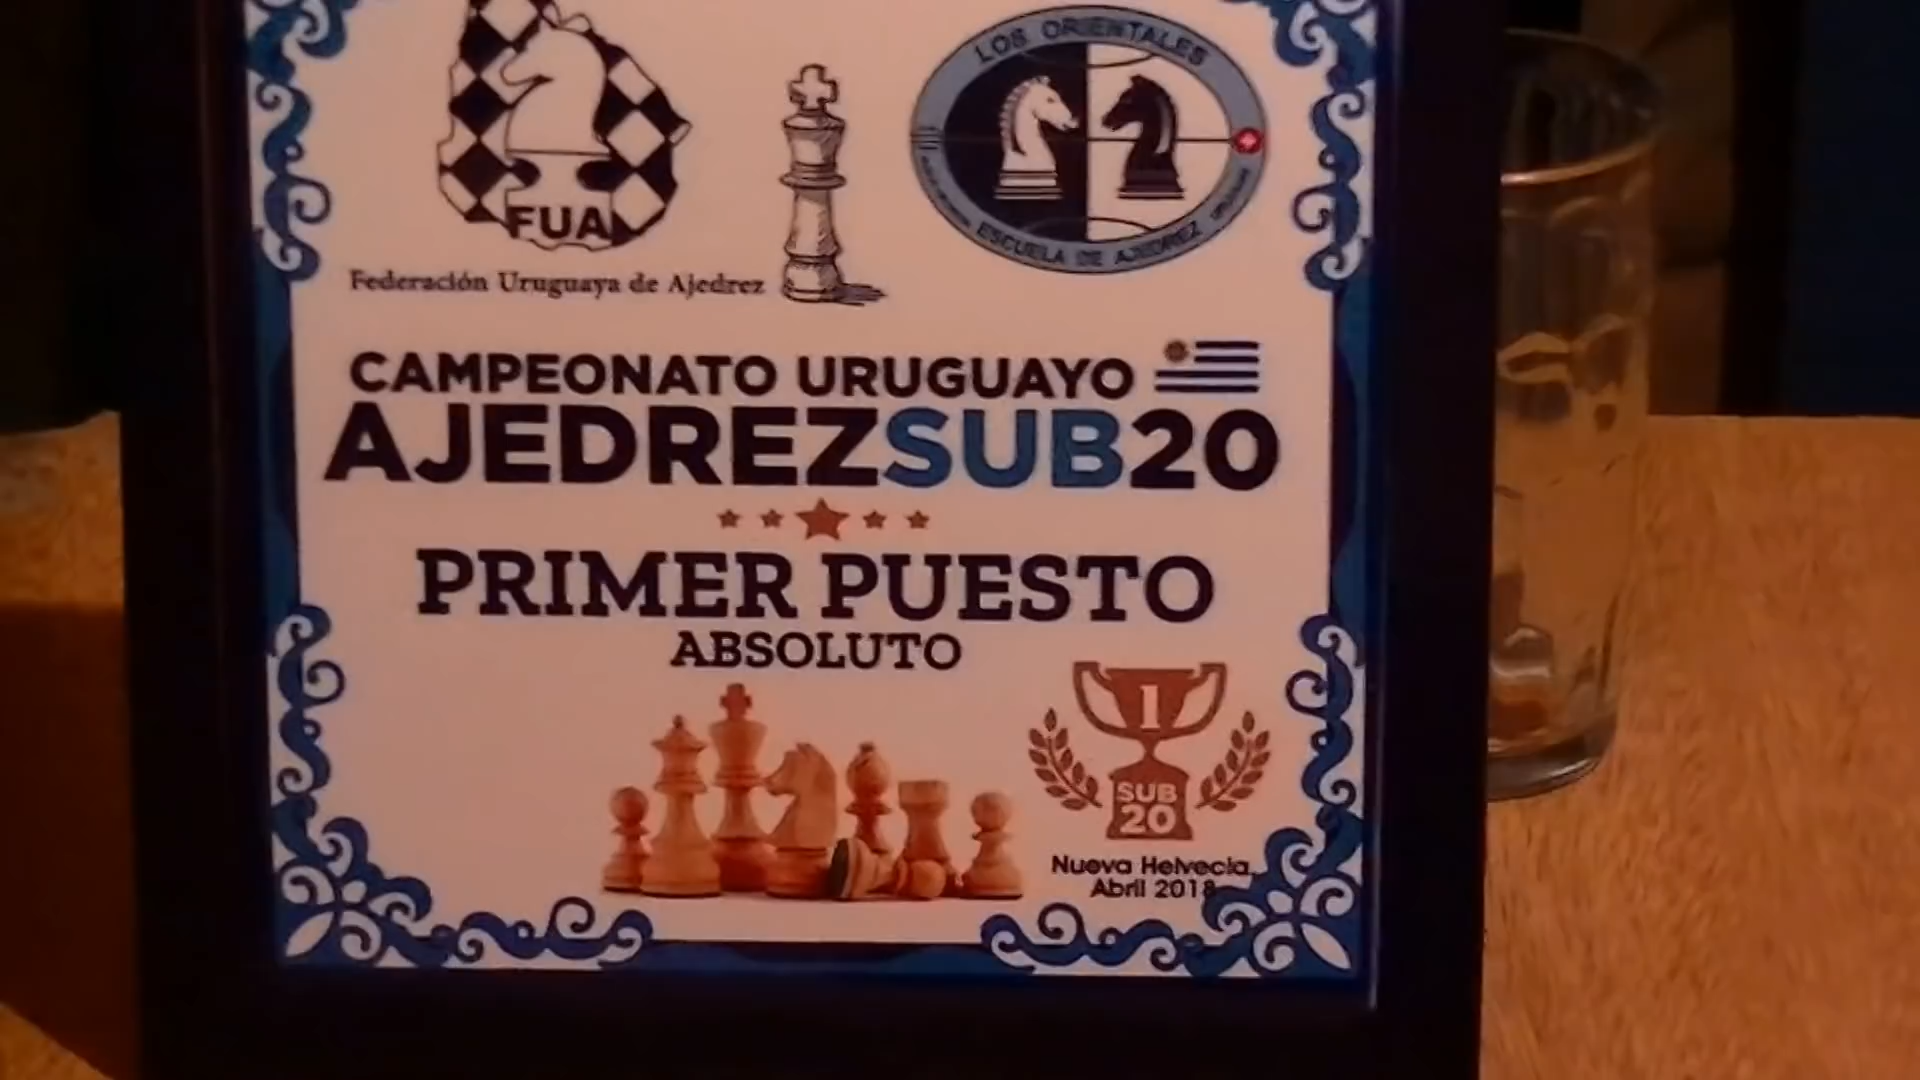 FUA
Federación Uruguaya de Ajedrez
LOS ORIENTALES
ESCUELA DE AJEDREZ
CAMPEONATO URUGUAYO
AJEDREZSUB20
PRIMER PUESTO
ABSOLUTO
1
SUB
20
Nueva Helvecia,
Abril 2018